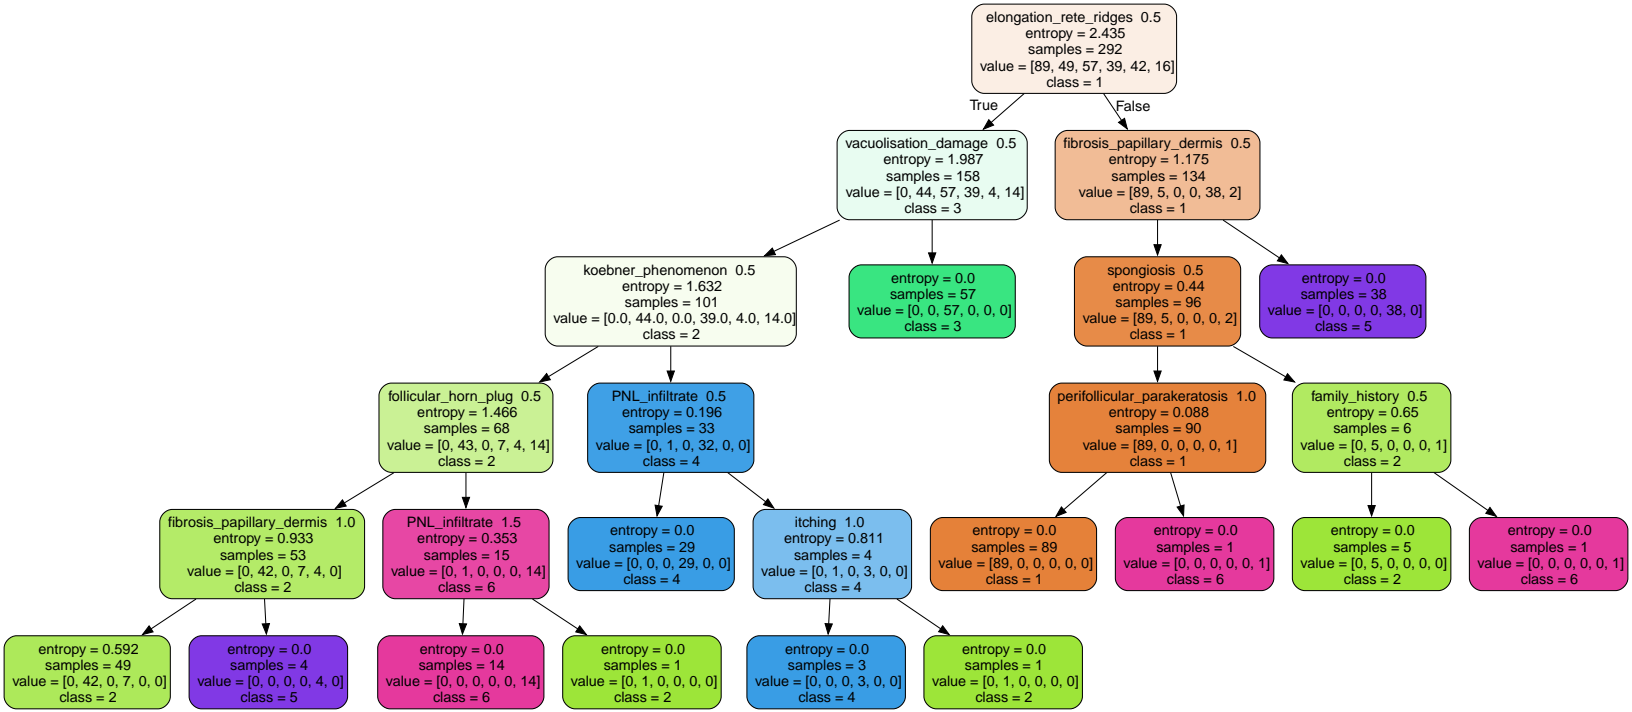 elongation_rete_ridges 0.5
entropy = 2.435
samples = 292
value = [89, 49, 57, 39, 42, 16]
class = 1
True
False
vacuolisation_damage 0.5
entropy = 1.987
samples = 158
value = [0, 44, 57, 39, 4, 14]
class = 3
fibrosis_papillary_dermis 0.5
entropy = 1.175
samples = 134
value = [89, 5, 0, 0, 38, 2]
class = 1
koebner_phenomenon 0.5
entropy = 1.632
samples = 101
value = [0.0, 44.0, 0.0, 39.0, 4.0, 14.0]
class = 2
entropy = 0.0
samples = 57
value = [0, 0, 57, 0, 0, 0]
class = 3
spongiosis 0.5
entropy = 0.44
samples = 96
value = [89, 5, 0, 0, 0, 2]
class = 1
entropy = 0.0
samples = 38
value = [0, 0, 0, 0, 38, 0]
class = 5
follicular_horn_plug 0.5
entropy = 1.466
samples = 68
value = [0, 43, 0, 7, 4, 14]
class = 2
PNL_infiltrate 0.5
entropy = 0.196
samples = 33
value = [0, 1, 0, 32, 0, 0]
class = 4
perifollicular_parakeratosis 1.0
entropy = 0.088
samples = 90
value = [89, 0, 0, 0, 0, 1]
class = 1
family_history 0.5
entropy = 0.65
samples = 6
value = [0, 5, 0, 0, 0, 1]
class = 2
fibrosis_papillary_dermis 1.0
entropy = 0.933
samples = 53
value = [0, 42, 0, 7, 4, 0]
class = 2
PNL_infiltrate 1.5
entropy = 0.353
samples = 15
value = [0, 1, 0, 0, 0, 14]
class = 6
entropy = 0.0
samples = 29
value = [0, 0, 0, 29, 0, 0]
class = 4
itching 1.0
entropy = 0.811
samples = 4
value = [0, 1, 0, 3, 0, 0]
class = 4
entropy = 0.0
samples = 89
value = [89, 0, 0, 0, 0, 0]
class = 1
entropy = 0.0
samples = 1
value = [0, 0, 0, 0, 0, 1]
class = 6
entropy = 0.0
samples = 5
value = [0, 5, 0, 0, 0, 0]
class = 2
entropy = 0.0
samples = 1
value = [0, 0, 0, 0, 0, 1]
class = 6
entropy = 0.592
samples = 49
value = [0, 42, 0, 7, 0, 0]
class = 2
entropy = 0.0
samples = 4
value = [0, 0, 0, 0, 4, 0]
class = 5
entropy = 0.0
samples = 14
value = [0, 0, 0, 0, 0, 14]
class = 6
entropy = 0.0
samples = 1
value = [0, 1, 0, 0, 0, 0]
class = 2
entropy = 0.0
samples = 3
value = [0, 0, 0, 3, 0, 0]
class = 4
entropy = 0.0
samples = 1
value = [0, 1, 0, 0, 0, 0]
class = 2